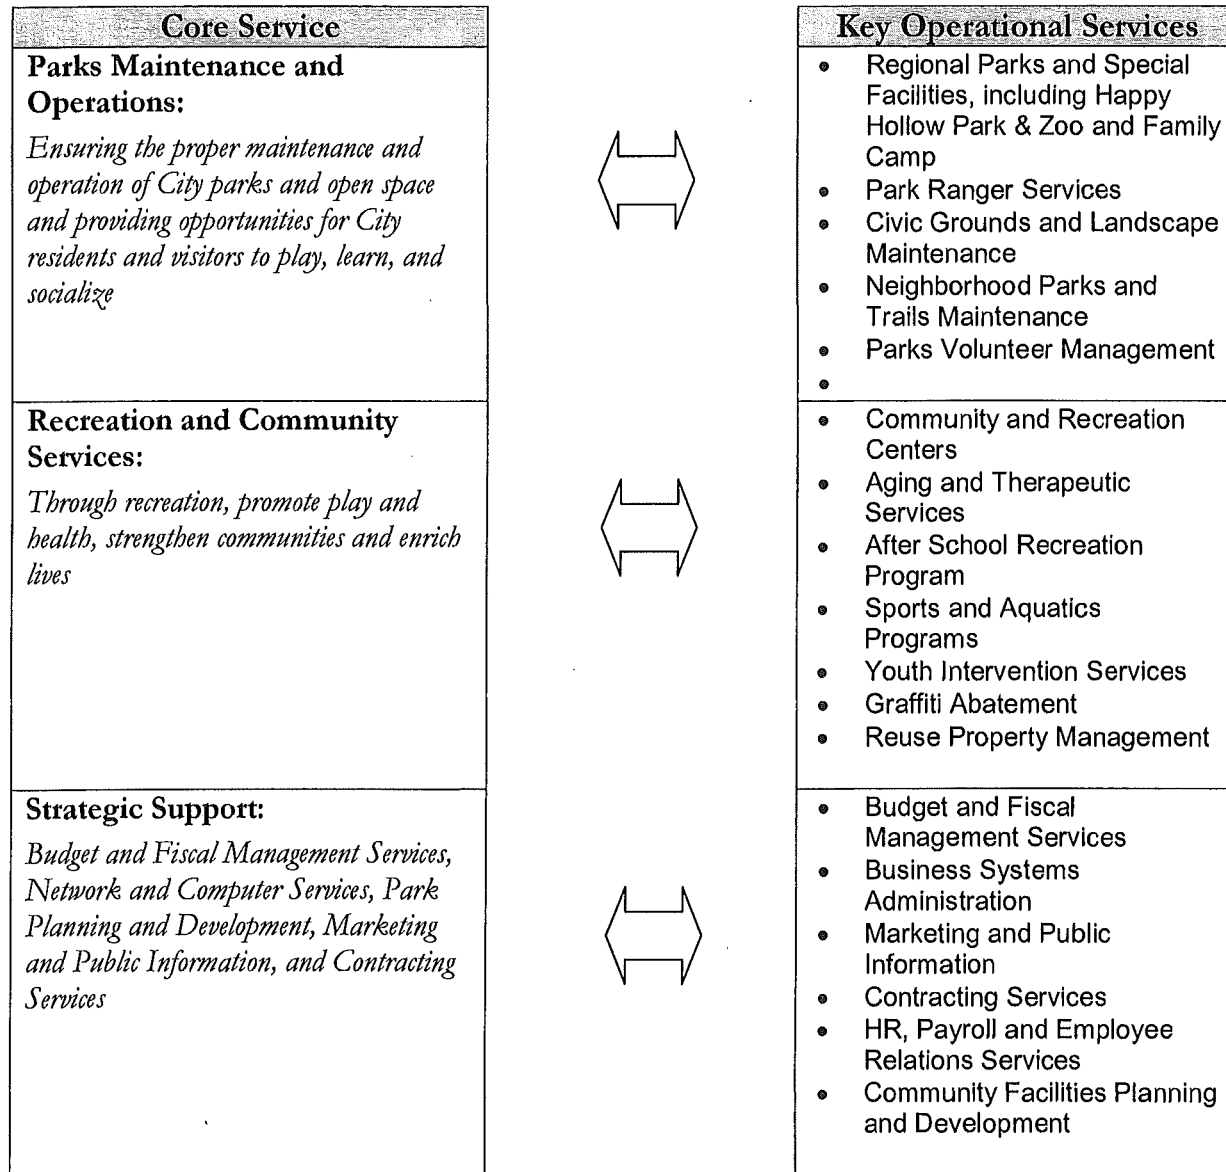 Core Service
Key Operational Services
Parks Maintenance and
Operations:
Ensuring the proper maintenance and
operation of City parks and open space
and providing opportunities for City
residents and visitors to play, learn, and
socialize
• Regional Parks and Special
Facilities, including Happy
Hollow Park & Zoo and Family
Camp
• Park Ranger Services
• Civic Grounds and Landscape
Maintenance
• Neighborhood Parks and
Trails Maintenance
• Parks Volunteer Management
•
Recreation and Community
Services:
Through recreation, promote play and
health, strengthen communities and enrich
lives
• Community and Recreation
Centers
• Aging and Therapeutic
Services
• After School Recreation
Program
• Sports and Aquatics
Programs
• Youth Intervention Services
• Graffiti Abatement
• Reuse Property Management
Strategic Support:
Budget and Fiscal Management Services,
Network and Computer Services, Park
Planning and Development, Marketing
and Public Information, and Contracting
Services
• Budget and Fiscal
Management Services
• Business Systems
Administration
• Marketing and Public
Information
• Contracting Services
• HR, Payroll and Employee
Relations Services
• Community Facilities Planning
and Development